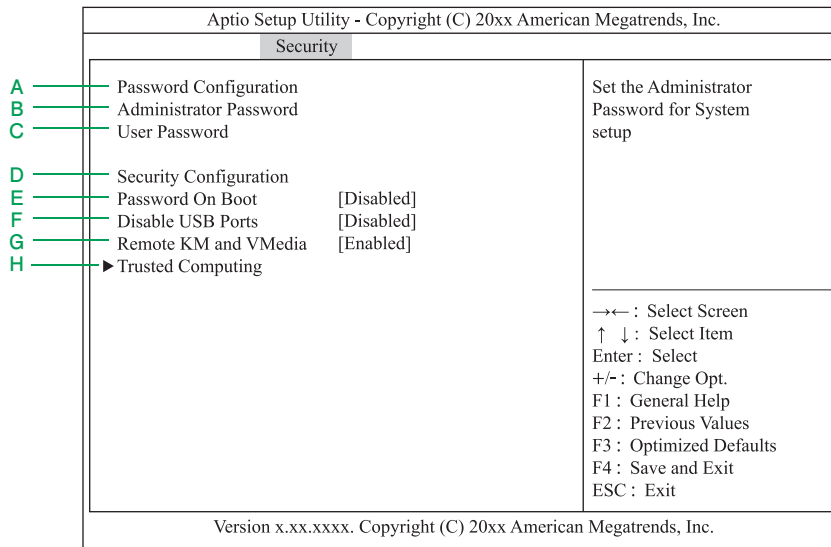 Aptio Setup Utility - Copyright (C) 20xx American Megatrends, Inc.
Security
A Password Configuration
B Administrator Password
C User Password
D Security Configuration
E Password On Boot [Disabled]
F Disable USB Ports [Disabled]
G Remote KM and VMedia [Enabled]
H ▶Trusted Computing
Set the Administrator
Password for System
setup
→←: Select Screen
↑ ↓: Select Item
Enter : Select
+/-: Change Opt.
F1: General Help
F2: Previous Values
F3: Optimized Defaults
F4: Save and Exit
ESC: Exit
Version x.xx.xxxx. Copyright (C) 20xx American Megatrends, Inc.